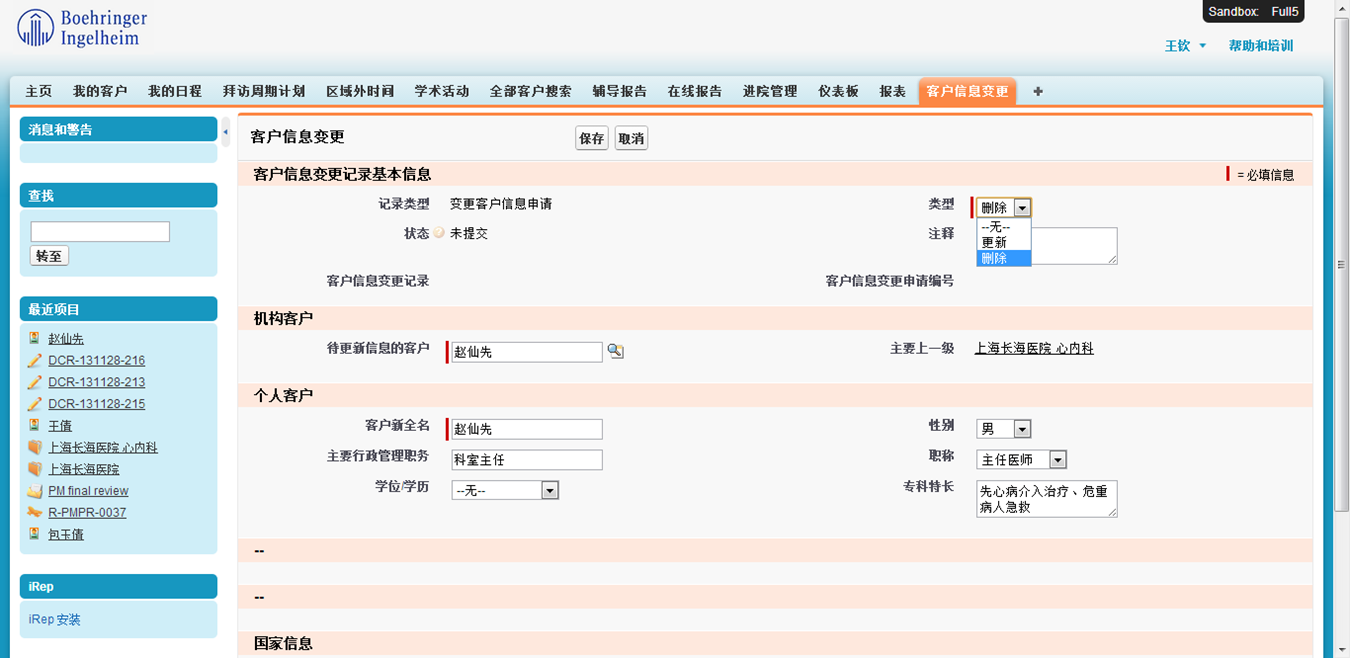 Boehringer
Ingelheim
Sandbox: Full5
王钦 帮助和培训
主页 我的客户 我的日程 拜访周期计划 区域外时间 学术活动 全部客户搜索 辅导报告 在线报告 进院管理 仪表板 报表 客户信息变更 +
消息和警告
查找
转至
最近项目
赵仙先
DCR-131128-216
DCR-131128-213
DCR-131128-215
王倩
上海长海医院 心内科
上海长海医院
PM final review
R-PMPR-0037
包玉倩
iRep
iRep 安装
客户信息变更 保存 取消
客户信息变更记录基本信息 = 必填信息
记录类型 变更客户信息申请 类型 删除
--无--
更新
删除
状态 未提交 注释
客户信息变更记录 客户信息变更申请编号
机构客户
待更新信息的客户 赵仙先 主要上一级 上海长海医院 心内科
个人客户
客户新全名 赵仙先 性别 男
主要行政管理职务 科室主任 职称 主任医师
学位/学历 --无-- 专科特长 先心病介入治疗、危重
病人急救
--
--
国家信息